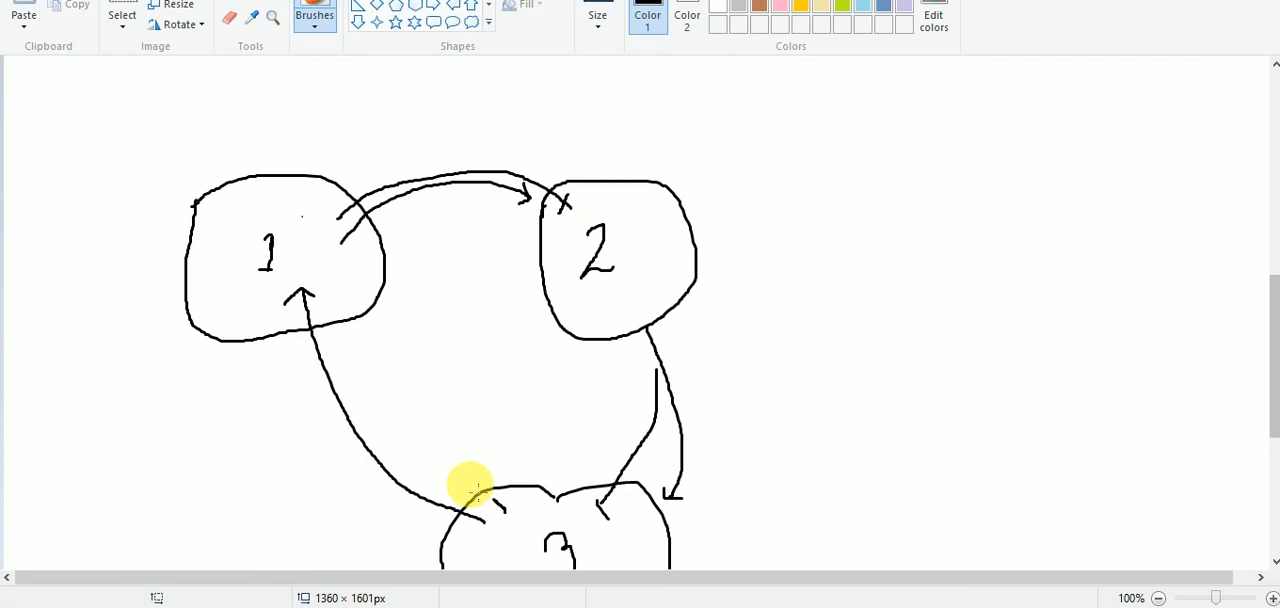 Paste Copy Select Resize Rotate Brushes Fill Size Color 1 Color 2 Edit colors
Clipboard Image Tools Shapes Colors
1 2
3
1360 × 1601px 100%